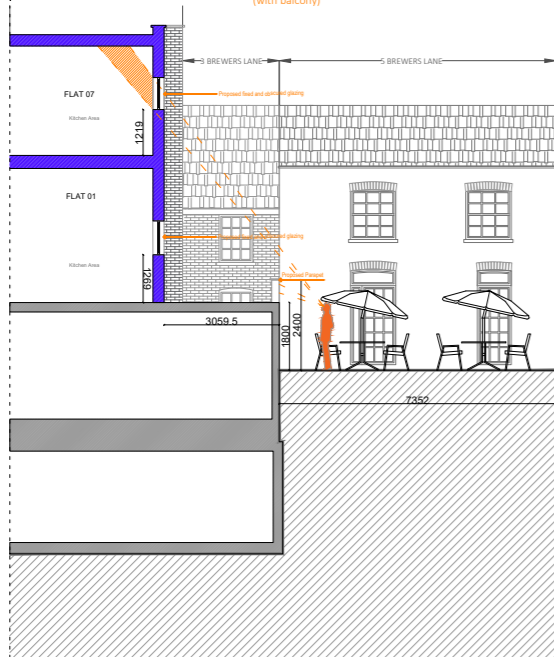 (with balcony)
3 BREWERS LANE
5 BREWERS LANE
FLAT 07
Kitchen Area
1219
Proposed fixed and obscured glazing
FLAT 01
Kitchen Area
1269
glazing
Proposed Parapet
3059.5
1800
2400
7352